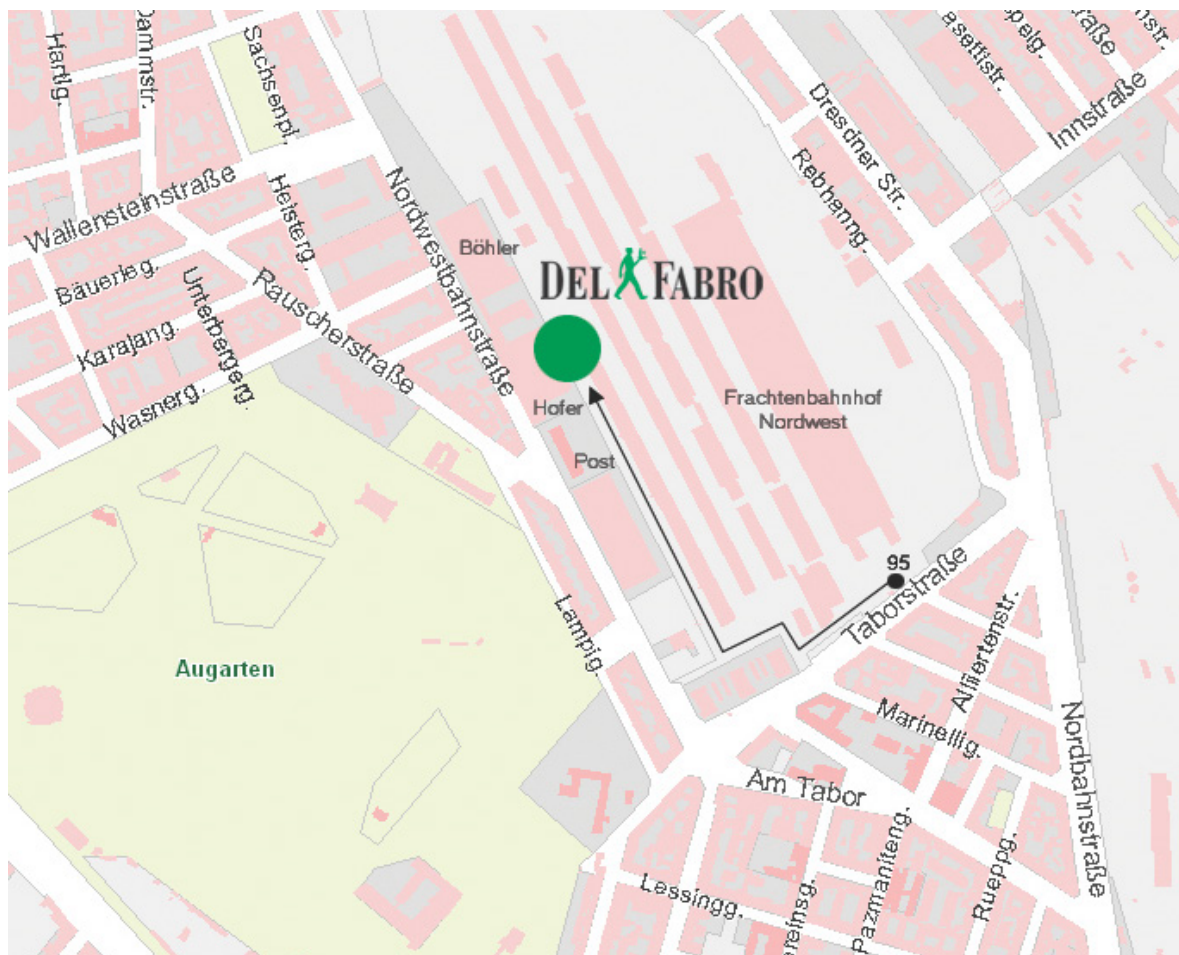 Hartlg.
Dammstr.
Sachsenpl.
Wallensteinstraße
Heisterg.
Bäuerleg.
Unterbergerg.
Rauscherstraße
Karajang.
Wasnerg.
Nordwestbahnstraße
Böhler
DEL FABRO
Hofer
Post
Frachtenbahnhof
Nordwest
Dresdner Str.
Rebhanng.
Innstraße
95
Taborstraße
Alliiertenstr.
Marinellig.
Nordbahnstraße
Augarten
Lampig.
Am Tabor
Pazmaniteng.
Rueppg.
Lessingg.